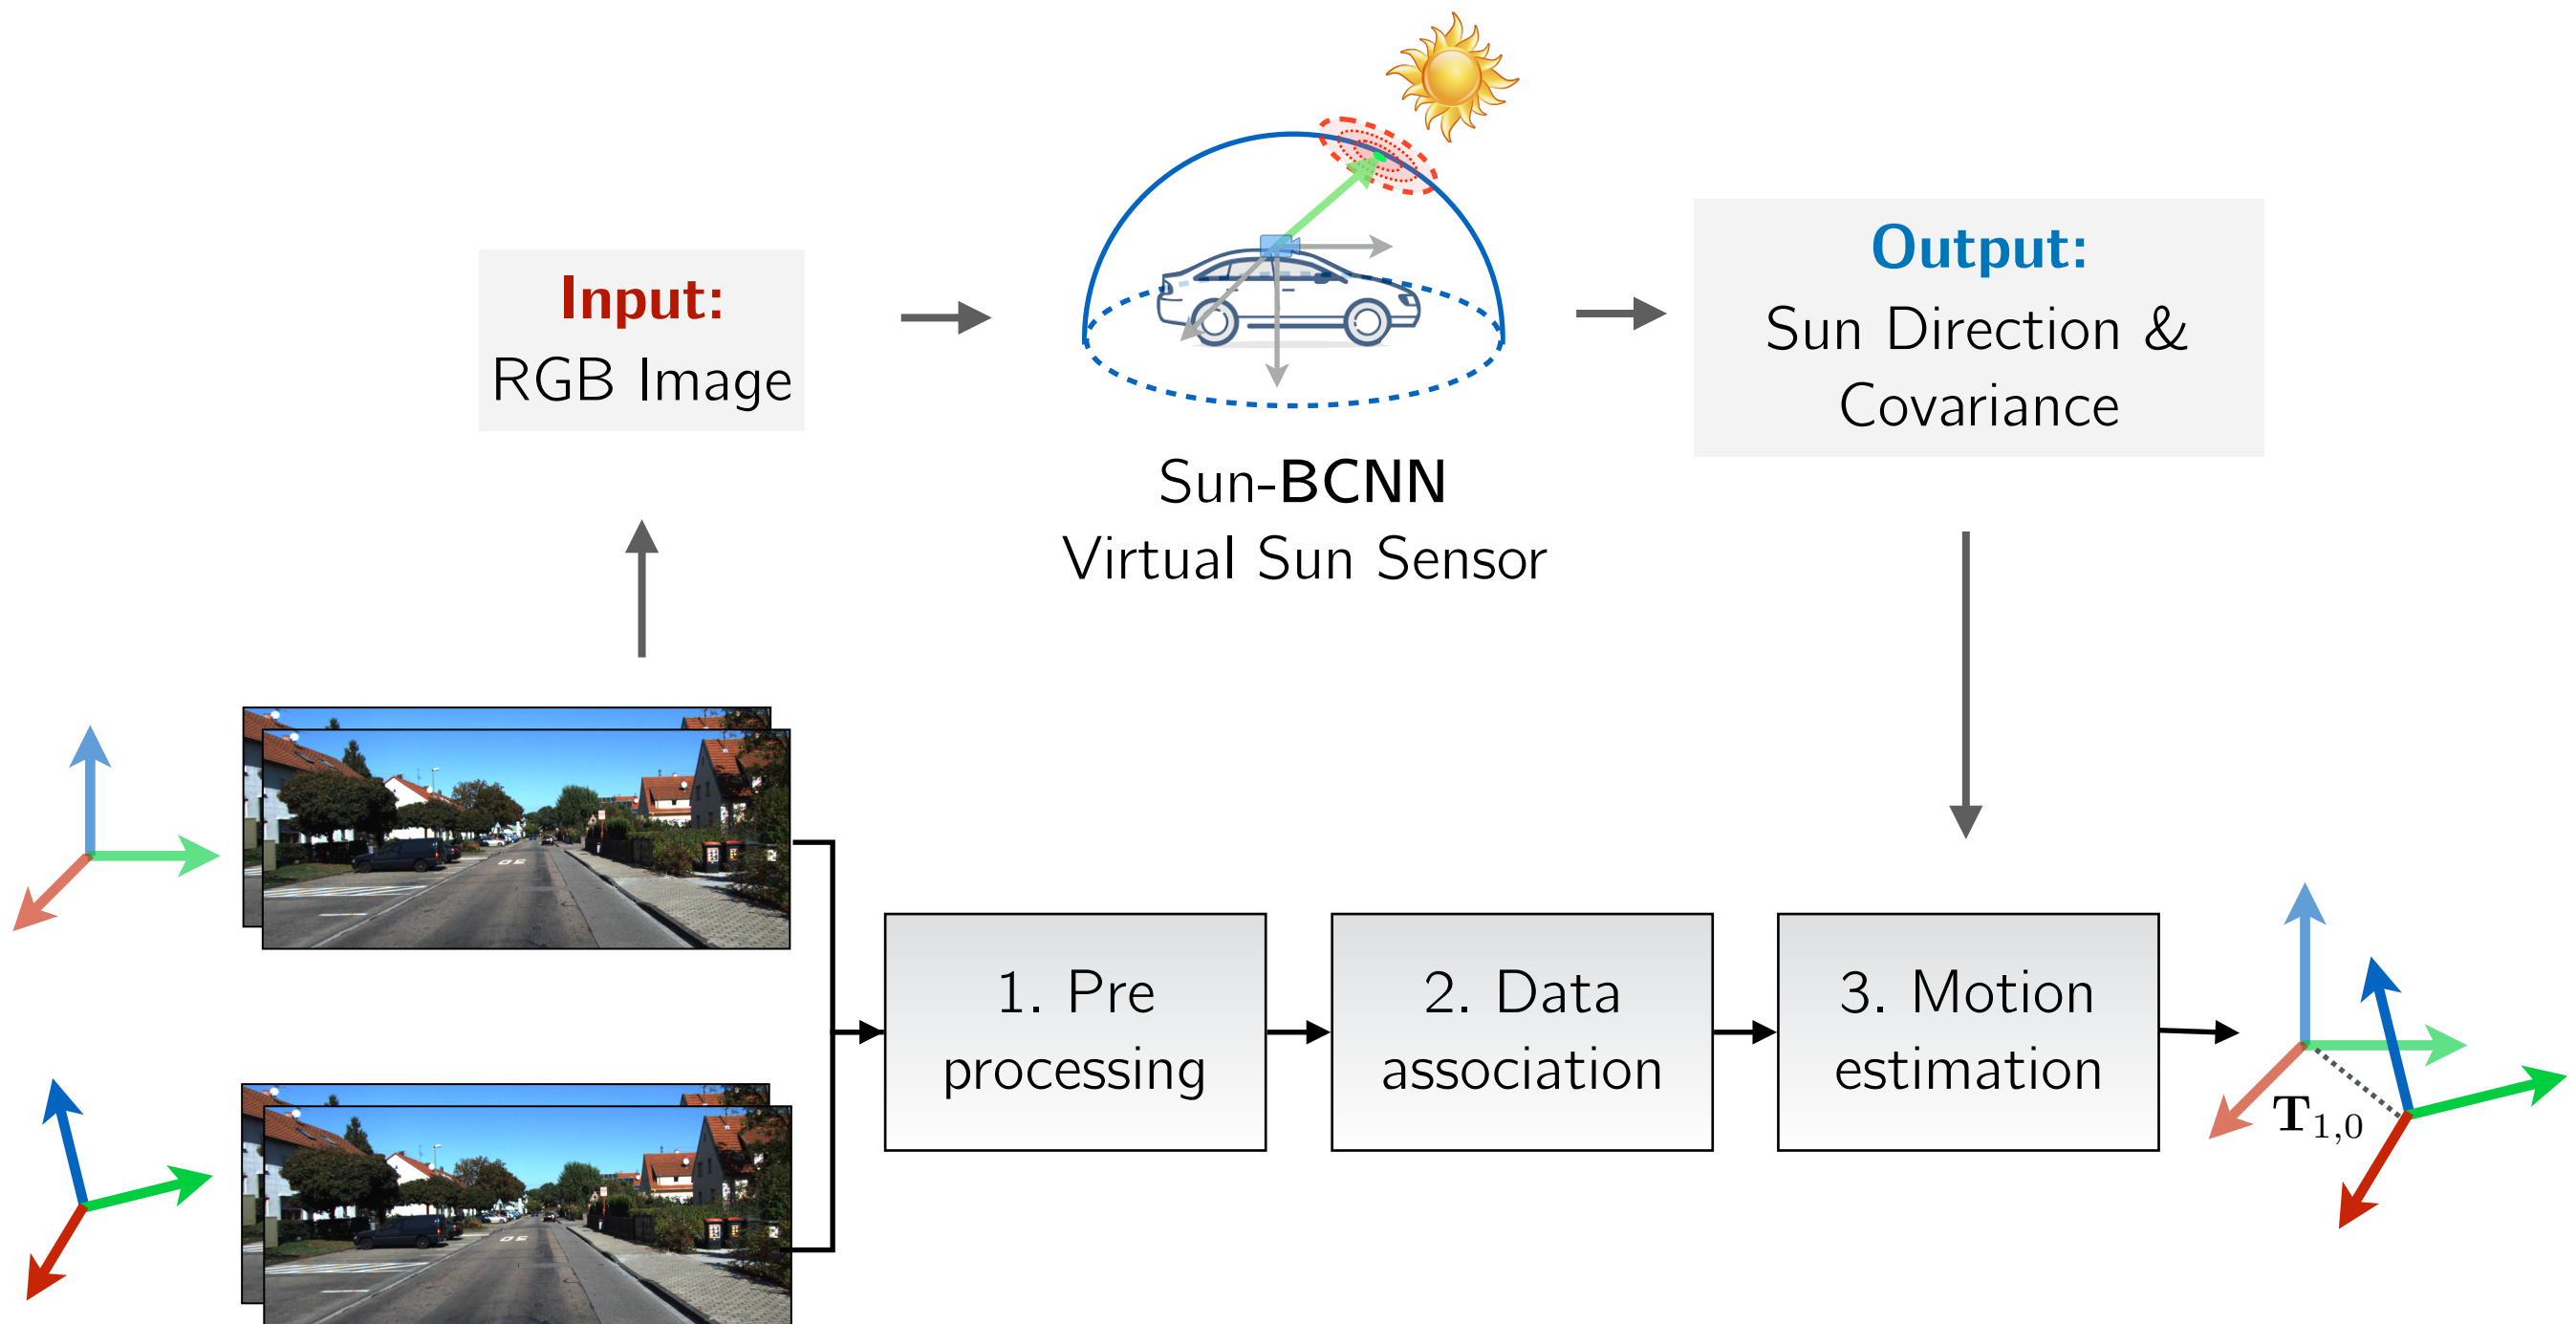 Input:
RGB Image
Sun-BCNN
Virtual Sun Sensor
Output:
Sun Direction &
Covariance
1. Pre
processing
2. Data
association
3. Motion
estimation
T1,0